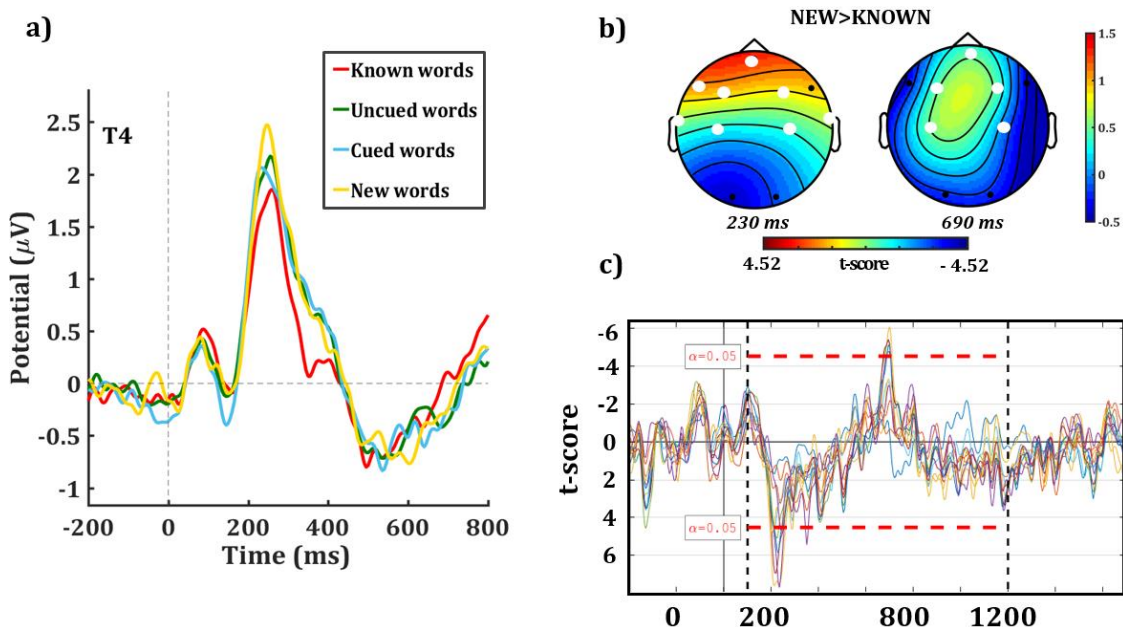 a)
T4
Known words
Uncued words
Cued words
New words
2.5
2
1.5
1
0.5
0
-0.5
-1
-200
0
200
400
600
800
Potential (μV)
Time (ms)
b)
NEW>KNOWN
230 ms
690 ms
1.5
1
0.5
0
-0.5
4.52
t-score
- 4.52
c)
-6
-4
-2
0
2
4
6
α=0.05
α=0.05
t-score
0
200
800
1200